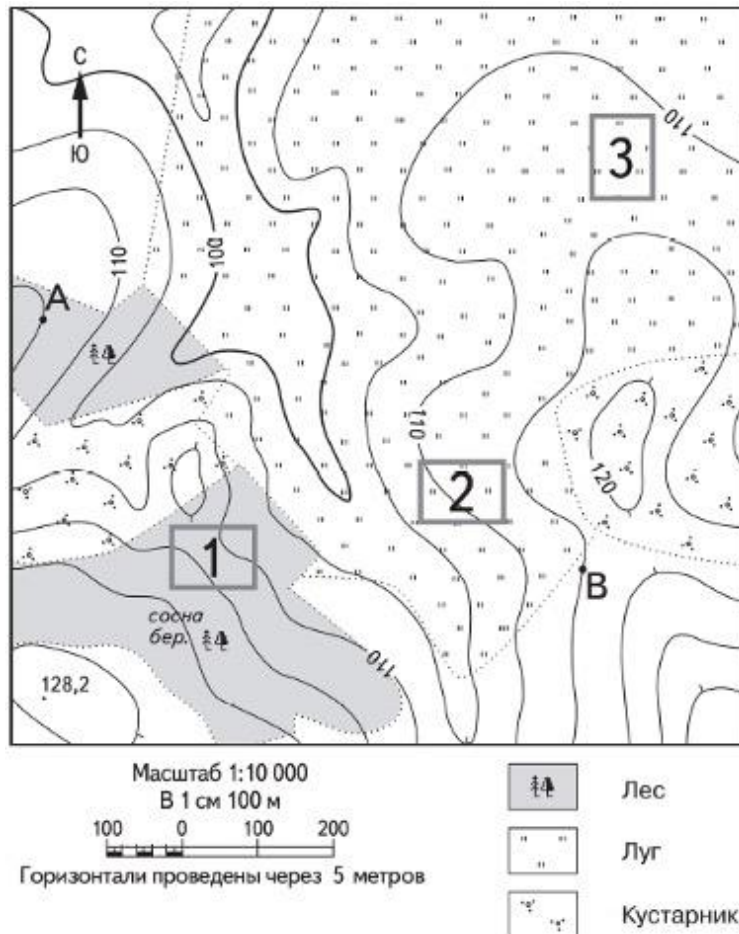 С
Ю
110
3
110
100
А
110
120
2
1
В
сосна
бер.
110
128,2
Масштаб 1:10 000
В 1 см 100 м
100 0 100 200
Горизонтали проведены через 5 метров
Лес
Луг
Кустарник